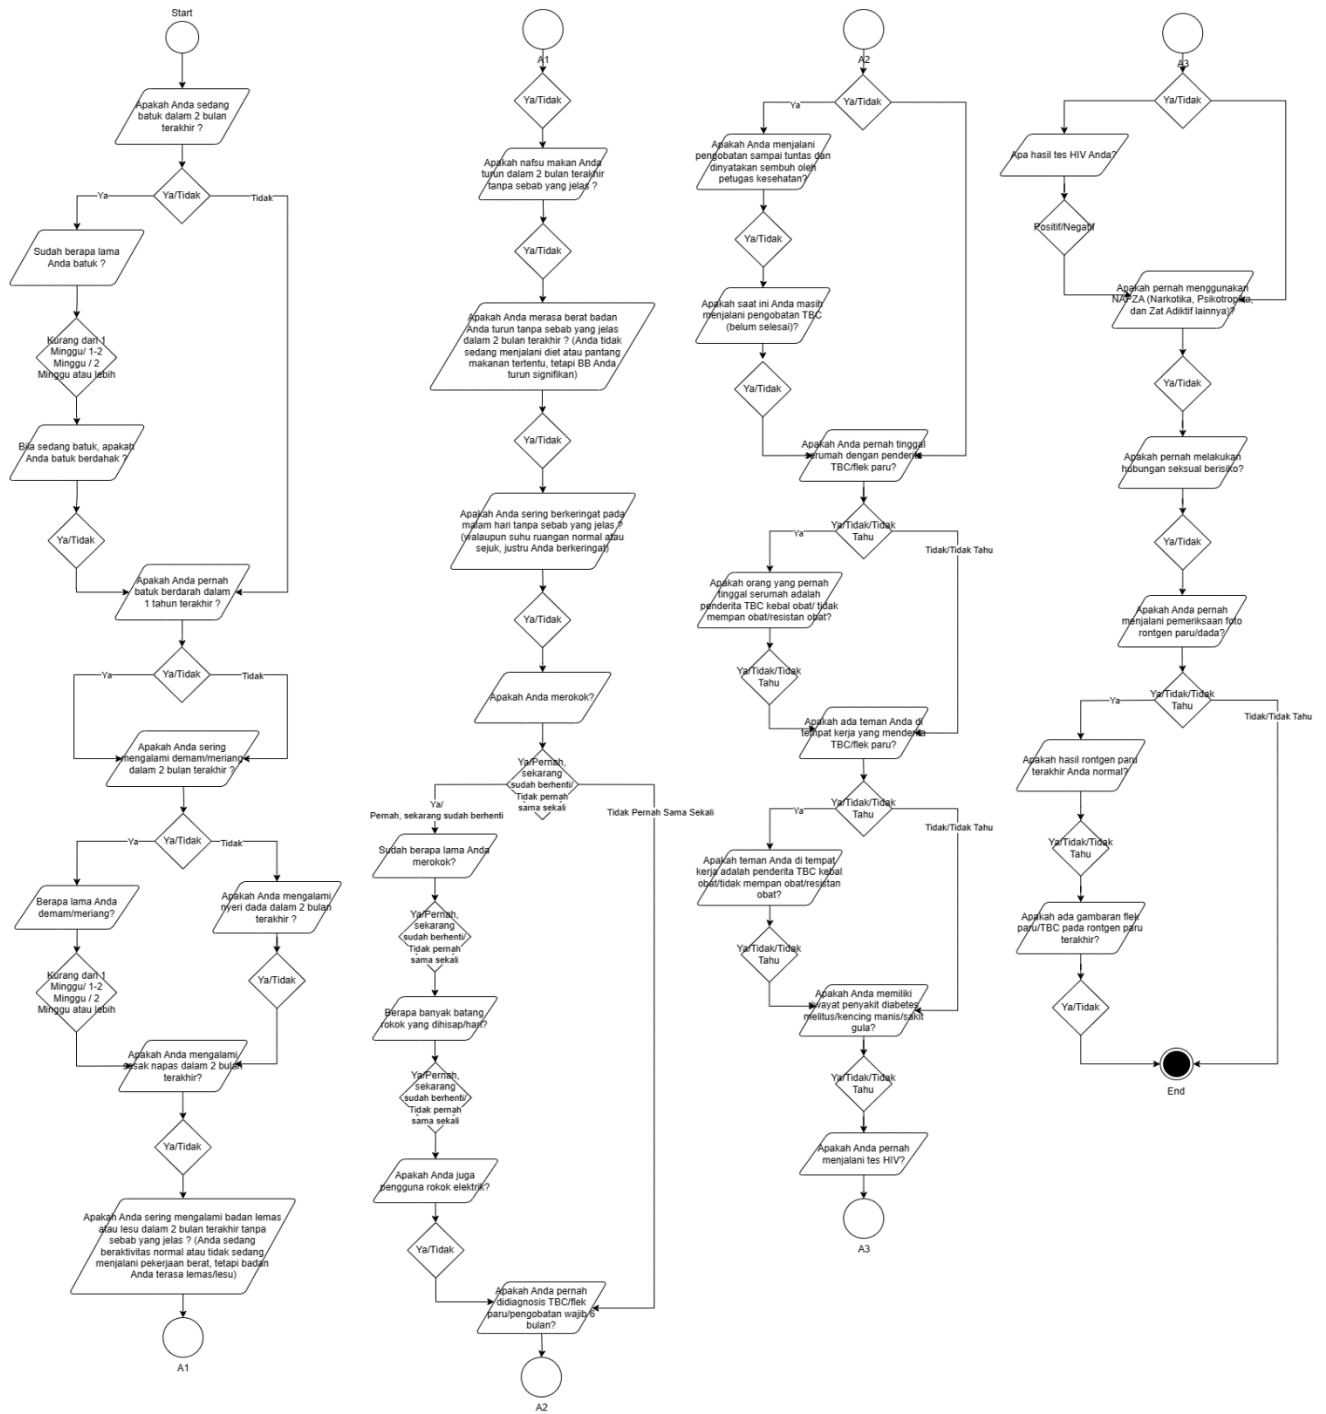 Start
Apakah Anda sedang
batuk dalam 2 bulan
terakhir ?
Ya/Tidak
Ya
Tidak
Sudah berapa lama
Anda batuk ?
Kurang dari 1
Minggu/ 1-2
Minggu / 2
Minggu atau lebih
Bila sedang batuk, apakah
Anda batuk berdahak ?
Ya/Tidak
Apakah Anda pernah
batuk berdarah dalam
1 tahun terakhir ?
Ya/Tidak
Ya
Tidak
Apakah Anda sering
mengalami demam/meriang
dalam 2 bulan terakhir ?
Ya/Tidak
Ya
Tidak
Berapa lama Anda
demam/meriang?
Kurang dari 1
Minggu/ 1-2
Minggu / 2
Minggu atau lebih
Apakah Anda mengalami
nyeri dada dalam 2 bulan
terakhir ?
Ya/Tidak
Apakah Anda mengalami
sesak napas dalam 2 bulan
terakhir?
Ya/Tidak
Apakah Anda sering mengalami badan lemas
atau lesu dalam 2 bulan terakhir tanpa
sebab yang jelas ? (Anda sedang
beraktivitas normal atau tidak sedang
menjalani pekerjaan berat, tetapi badan
Anda terasa lemas/lesu)
A1
A1
Ya/Tidak
Apakah nafsu makan Anda
turun dalam 2 bulan terakhir
tanpa sebab yang jelas ?
Ya/Tidak
Apakah Anda merasa berat badan
Anda turun tanpa sebab yang jelas
dalam 2 bulan terakhir ? (Anda tidak
sedang menjalani diet atau pantang
makanan tertentu, tetapi BB Anda
turun signifikan)
Ya/Tidak
Apakah Anda sering berkeringat pada
malam hari tanpa sebab yang jelas ?
(walaupun suhu ruangan normal atau
sejuk, justru Anda berkeringat)
Ya/Tidak
Apakah Anda merokok?
Ya/Pernah,
sekarang
sudah berhenti/
Tidak pernah
sama sekali
Ya/
Pernah, sekarang sudah berhenti
Tidak Pernah Sama Sekali
Sudah berapa lama Anda
merokok?
Ya/Pernah,
sekarang
sudah berhenti/
Tidak pernah
sama sekali
Berapa banyak batang
rokok yang dihisap/hari?
Ya/Pernah,
sekarang
sudah berhenti/
Tidak pernah
sama sekali
Apakah Anda juga
pengguna rokok elektrik?
Ya/Tidak
Apakah Anda pernah
didiagnosis TBC/flek
paru/pengobatan wajib 6
bulan?
A2
A2
Ya/Tidak
Ya
Apakah Anda menjalani
pengobatan sampai tuntas dan
dinyatakan sembuh oleh
petugas kesehatan?
Ya/Tidak
Apakah saat ini Anda masih
menjalani pengobatan TBC
(belum selesai)?
Ya/Tidak
Apakah Anda pernah tinggal
serumah dengan penderita
TBC/flek paru?
Ya/Tidak/Tidak
Tahu
Ya
Tidak/Tidak Tahu
Apakah orang yang pernah
tinggal serumah adalah
penderita TBC kebal obat/ tidak
mempan obat/resistan obat?
Ya/Tidak/Tidak
Tahu
Apakah ada teman Anda di
tempat kerja yang menderita
TBC/flek paru?
Ya/Tidak/Tidak
Tahu
Ya
Tidak/Tidak Tahu
Apakah teman Anda di tempat
kerja adalah penderita TBC kebal
obat/tidak mempan obat/resistan
obat?
Ya/Tidak/Tidak
Tahu
Apakah Anda memiliki
riwayat penyakit diabetes
melitus/kencing manis/sakit
gula?
Ya/Tidak/Tidak
Tahu
Apakah Anda pernah
menjalani tes HIV?
A3
A3
Ya/Tidak
Apa hasil tes HIV Anda?
Positif/Negatif
Apakah pernah menggunakan
NAPZA (Narkotika, Psikotropika,
dan Zat Adiktif lainnya)?
Ya/Tidak
Apakah pernah melakukan
hubungan seksual berisiko?
Ya/Tidak
Apakah Anda pernah
menjalani pemeriksaan foto
rontgen paru/dada?
Ya/Tidak/Tidak
Tahu
Ya
Tidak/Tidak Tahu
Apakah hasil rontgen paru
terakhir Anda normal?
Ya/Tidak/Tidak
Tahu
Apakah ada gambaran flek
paru/TBC pada rontgen paru
terakhir?
Ya/Tidak
End